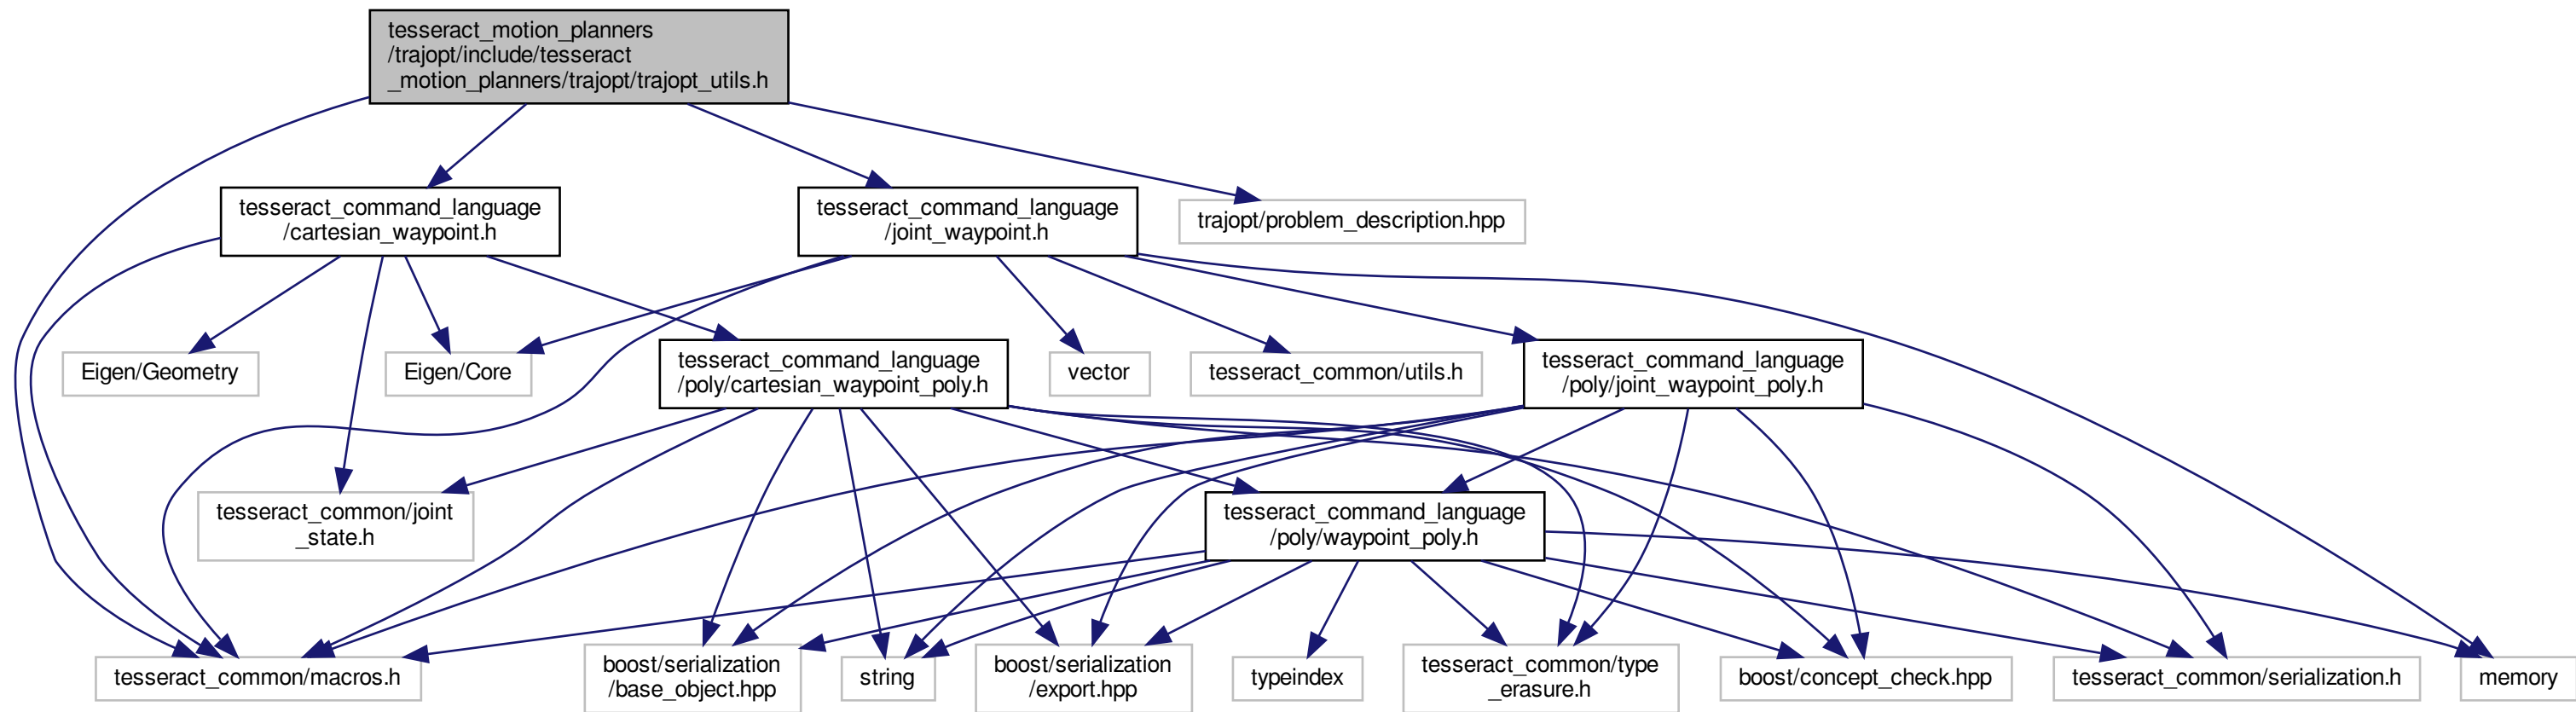 tesseract_motion_planners
/trajopt/include/tesseract
_motion_planners/trajopt/trajopt_utils.h
tesseract_command_language
/cartesian_waypoint.h
tesseract_command_language
/joint_waypoint.h
trajopt/problem_description.hpp
Eigen/Geometry
Eigen/Core
tesseract_command_language
/poly/cartesian_waypoint_poly.h
vector
tesseract_common/utils.h
tesseract_command_language
/poly/joint_waypoint_poly.h
tesseract_common/joint
_state.h
tesseract_command_language
/poly/waypoint_poly.h
tesseract_common/macros.h
boost/serialization
/base_object.hpp
string
boost/serialization
/export.hpp
typeindex
tesseract_common/type
_erasure.h
boost/concept_check.hpp
tesseract_common/serialization.h
memory